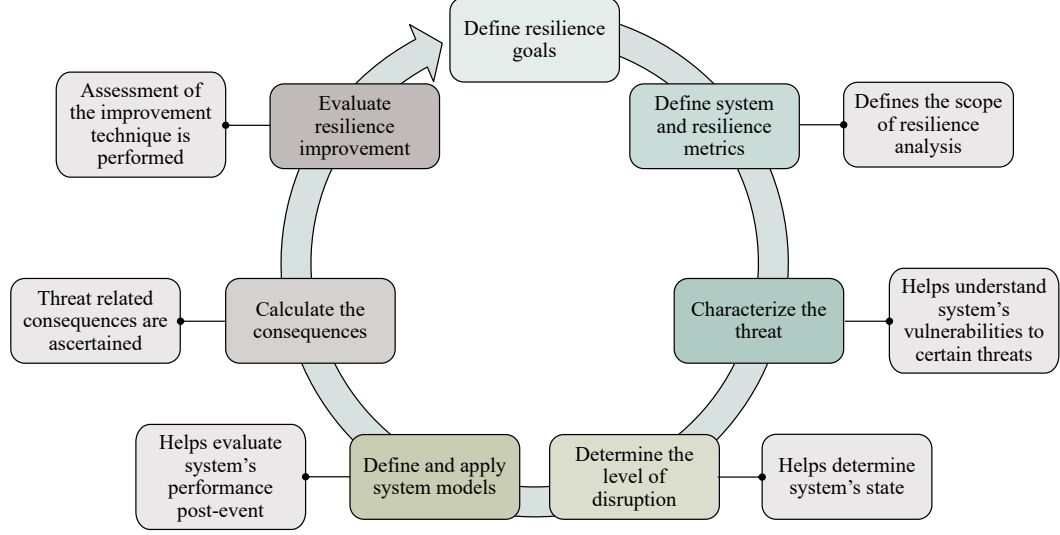 Define resilience
goals
Define system
and resilience
metrics
Defines the scope
of resilience
analysis
Characterize the
threat
Helps understand
system's
vulnerabilities to
certain threats
Determine the
level of
disruption
Helps determine
system's state
Define and apply
system models
Helps evaluate
system's
performance
post-event
Calculate the
consequences
Threat related
consequences are
ascertained
Evaluate
resilience
improvement
Assessment of
the improvement
technique is
performed